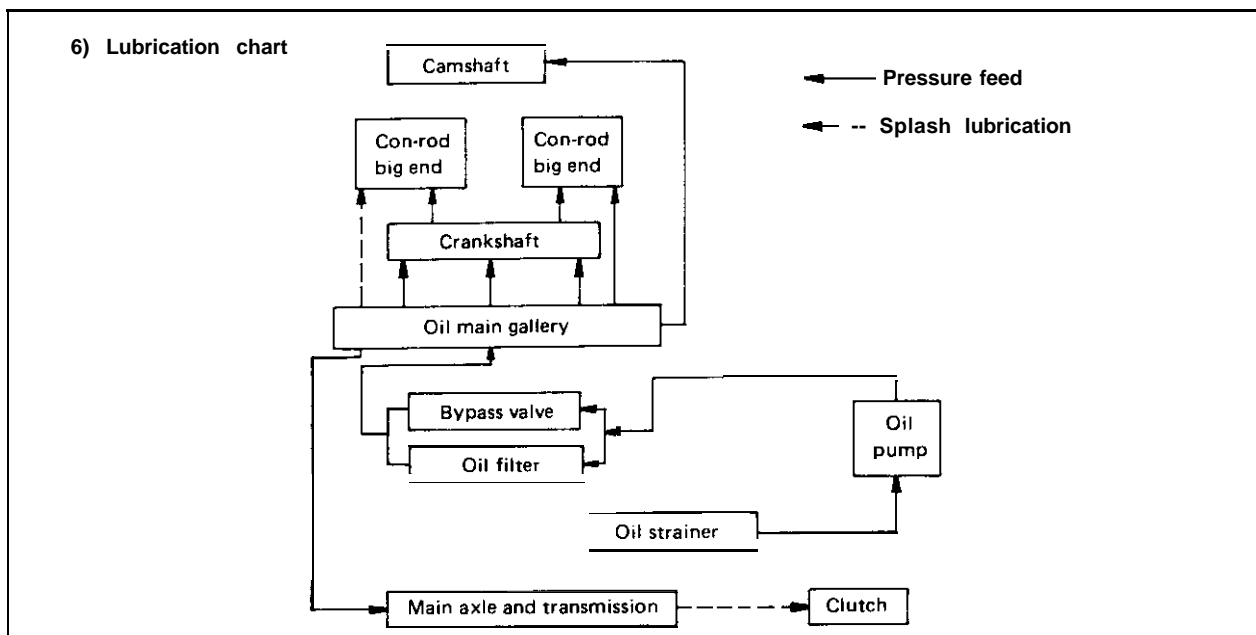 6) Lubrication chart
Camshaft
Pressure feed
-- Splash lubrication
Con-rod
big end
Con-rod
big end
Crankshaft
Oil main gallery
Bypass valve
Oil filter
Oil
pump
Oil strainer
Main axle and transmission
Clutch